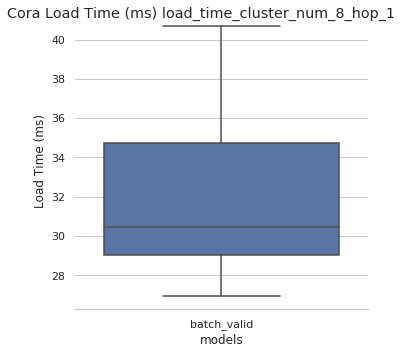 Cora Load Time (ms) load_time_cluster_num_8_hop_1
40
38
36
34
32
30
28
Load Time (ms)
batch_valid
models